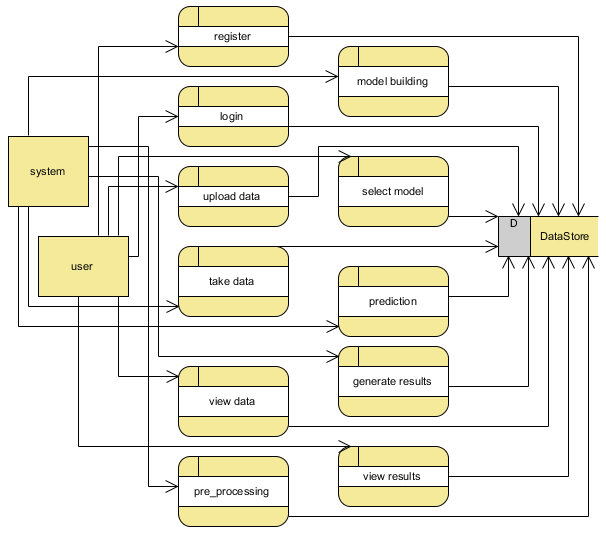 register
model building
login
system
upload data
select model
D
DataStore
user
take data
prediction
generate results
view data
view results
pre_processing